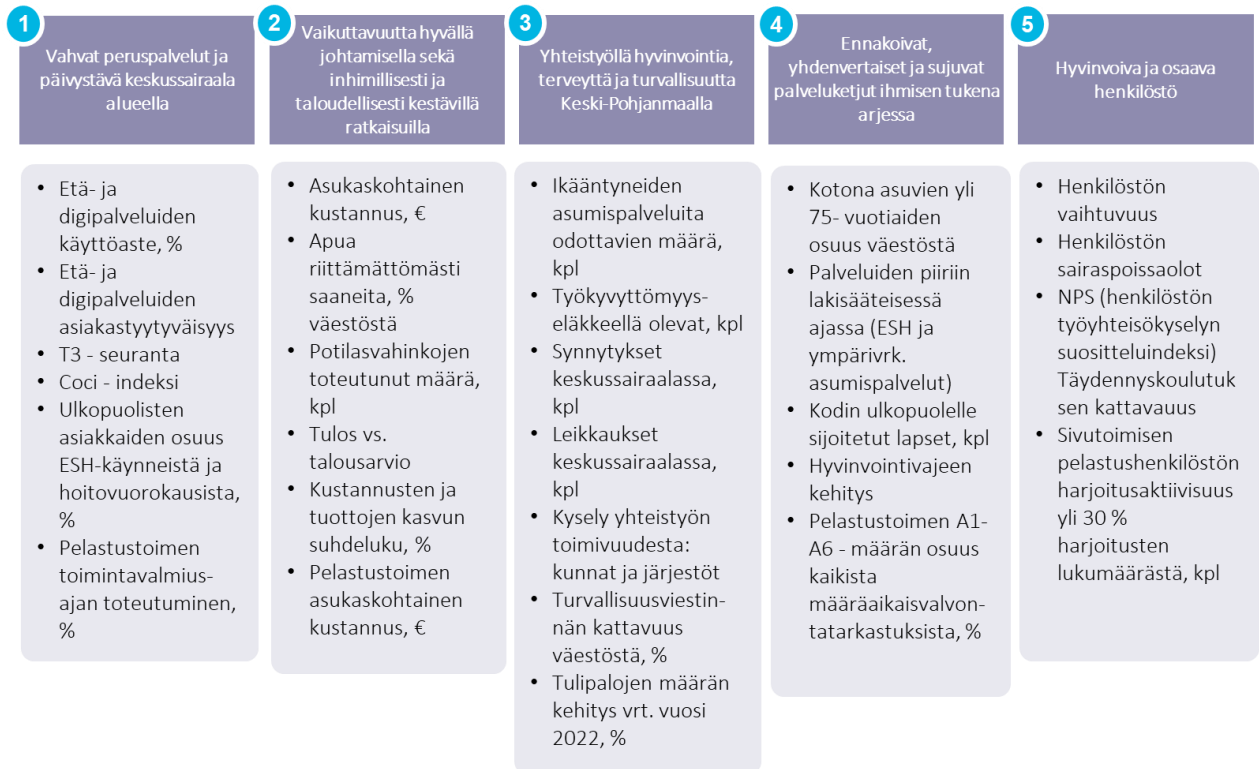 1
Vahvat peruspalvelut ja
päivystävä keskussairaala
alueella
• Etä- ja
digipalveluiden
käyttöaste, %
• Etä- ja
digipalveluiden
asiakastyytyväisyys
• T3 - seuranta
• Coci - indeksi
• Ulkopuolisten
asiakkaiden osuus
ESH-käynneistä ja
hoitovuorokausista,
%
• Pelastustoimen
toimintavalmius-
ajan toteutuminen,
%
2
Vaikuttavuutta hyvällä
johtamisella sekä
inhimillisesti ja
taloudellisesti kestävillä
ratkaisuilla
• Asukaskohtainen
kustannus, €
• Apua
riittämättömästi
saaneita, %
väestöstä
• Potilasvahinkojen
toteutunut määrä,
kpl
• Tulos vs.
talousarvio
• Kustannusten ja
tuottojen kasvun
suhdeluku, %
• Pelastustoimen
asukaskohtainen
kustannus, €
3
Yhteistyöllä hyvinvointia,
terveyttä ja turvallisuutta
Keski-Pohjanmaalla
• Ikääntyneiden
asumispalveluita
odottavien määrä,
kpl
• Työkyvyttömyys-
eläkkeellä olevat, kpl
• Synnytykset
keskussairaalassa,
kpl
• Leikkaukset
keskussairaalassa,
kpl
• Kysely yhteistyön
toimivuudesta:
kunnat ja järjestöt
• Turvallisuusviestin-
nän kattavuus
väestöstä, %
• Tulipalojen määrän
kehitys vrt. vuosi
2022, %
4
Ennakoivat,
yhdenvertaiset ja sujuvat
palveluketjut ihmisen tukena
arjessa
• Kotona asuvien yli
75- vuotiaiden
osuus väestöstä
• Palveluiden piiriin
lakisääteisessä
ajassa (ESH ja
ympärivrk.
asumispalvelut)
• Kodin ulkopuolelle
sijoitetut lapset, kpl
• Hyvinvointivajeen
kehitys
• Pelastustoimen A1-
A6 - määrän osuus
kaikista
määräaikaisvalvon-
tatarkastuksista, %
5
Hyvinvoiva ja osaava
henkilöstö
• Henkilöstön
vaihtuvuus
• Henkilöstön
sairaspoissaolot
• NPS (henkilöstön
työyhteisökyselyn
suositteluindeksi)
Täydennyskoulutuk
sen kattavauus
• Sivutoimisen
pelastushenkilöstön
harjoitusaktiivisuus
yli 30 %
harjoitusten
lukumäärästä, kpl